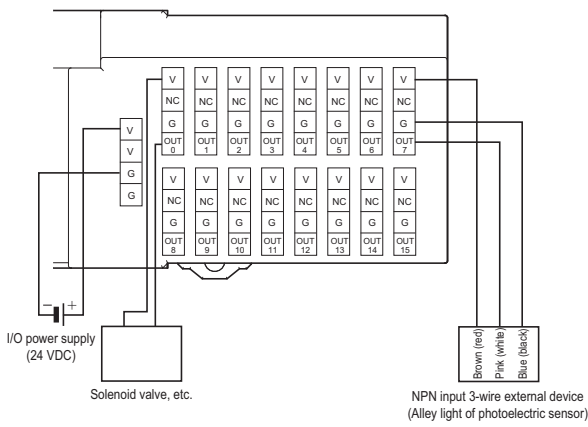 V V V V V V V V
NC NC NC NC NC NC NC NC
G G G G G G G G
OUT 0 OUT 1 OUT 2 OUT 3 OUT 4 OUT 5 OUT 6 OUT 7
V
V
G
G
V V V V V V V V
NC NC NC NC NC NC NC NC
G G G G G G G G
OUT 8 OUT 9 OUT 10 OUT 11 OUT 12 OUT 13 OUT 14 OUT 15
− +
I/O power supply
(24 VDC)
Solenoid valve, etc.
Brown (red)
Pink (white)
Blue (black)
NPN input 3-wire external device
(Alley light of photoelectric sensor)